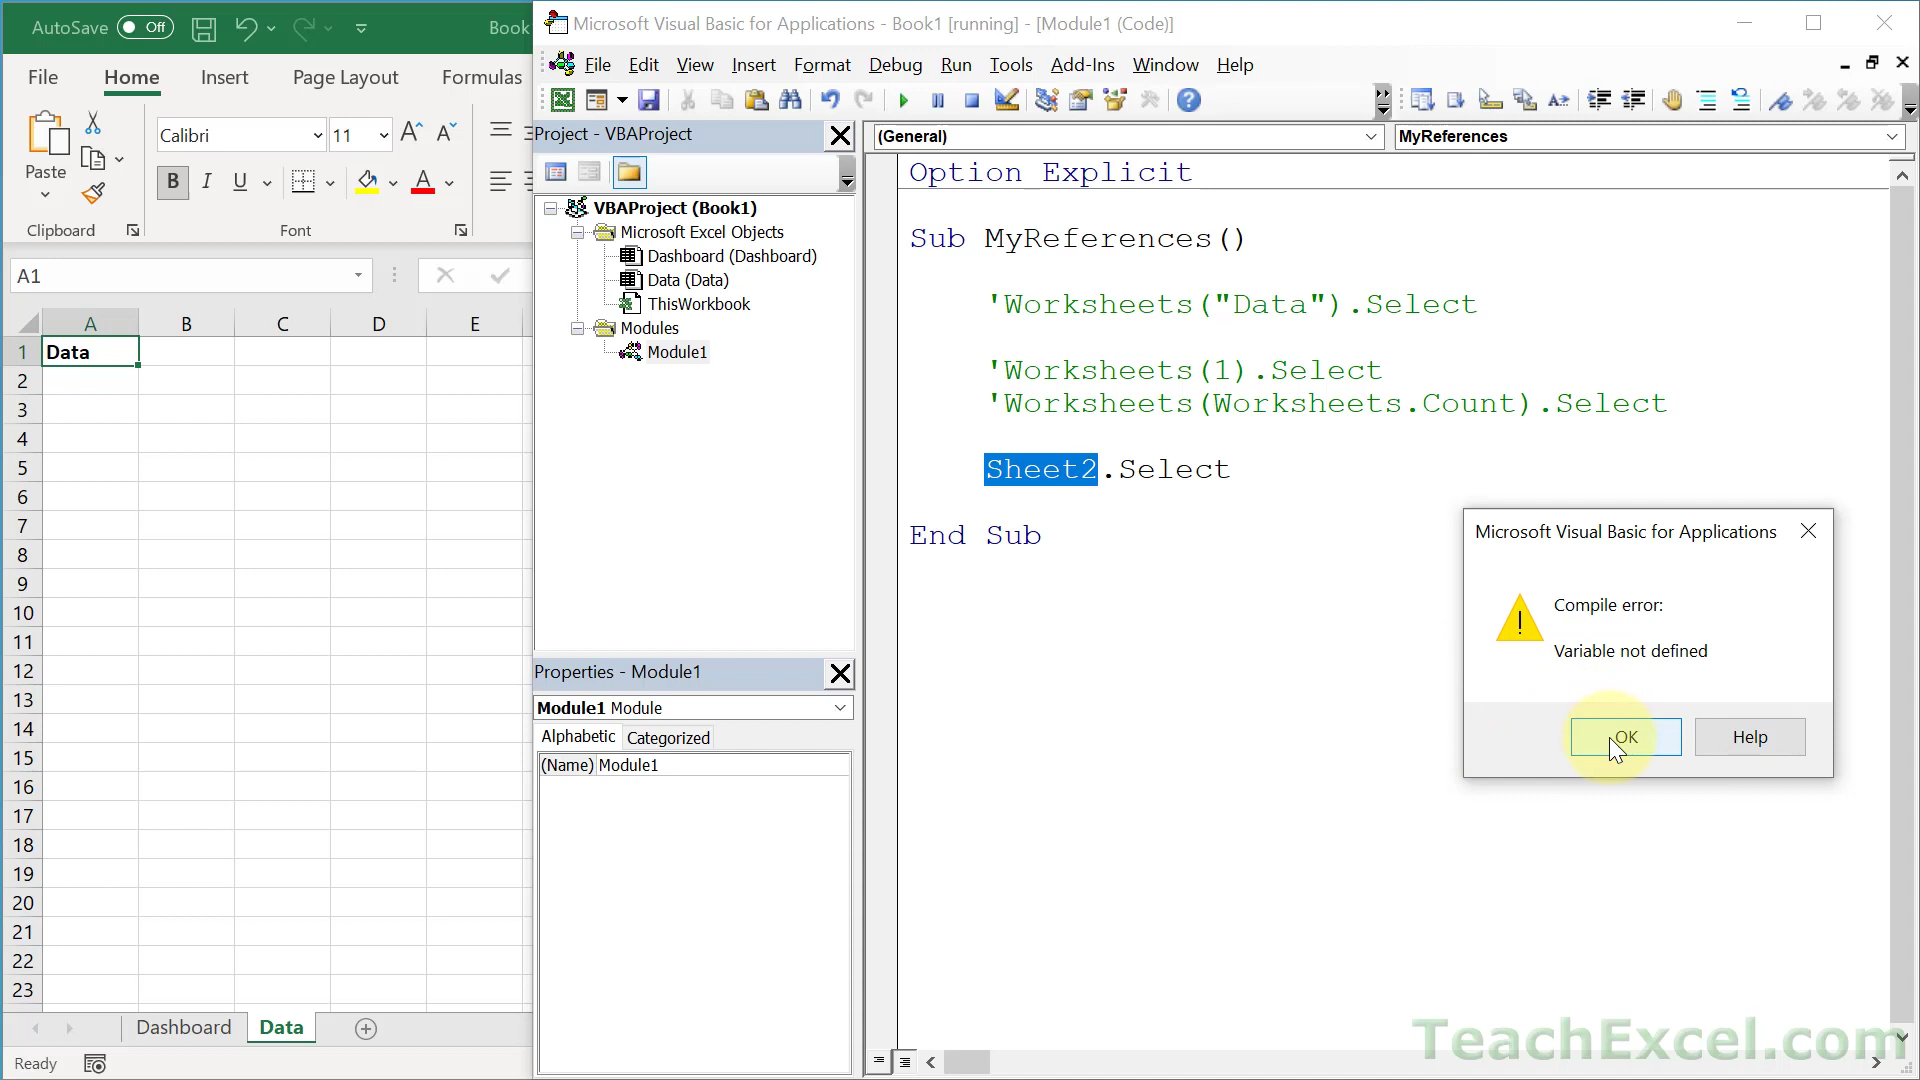 AutoSave Off
Book
File Home Insert Page Layout Formulas
Paste
Calibri 11
B I U
Clipboard Font
A1
A B C D E
1 Data
2
3
4
5
6
7
8
9
10
11
12
13
14
15
16
17
18
19
20
21
22
23
Dashboard Data
Ready
Microsoft Visual Basic for Applications - Book1 [running] - [Module1 (Code)]
File Edit View Insert Format Debug Run Tools Add-Ins Window Help
Project - VBAProject
VBAProject (Book1)
Microsoft Excel Objects
Dashboard (Dashboard)
Data (Data)
ThisWorkbook
Modules
Module1
Properties - Module1
Module1 Module
Alphabetic Categorized
(Name) Module1
(General) MyReferences
Option Explicit
Sub MyReferences()
'Worksheets("Data").Select
'Worksheets(1).Select
'Worksheets(Worksheets.Count).Select
Sheet2.Select
End Sub
Microsoft Visual Basic for Applications
Compile error:
Variable not defined
OK Help
TeachExcel.com